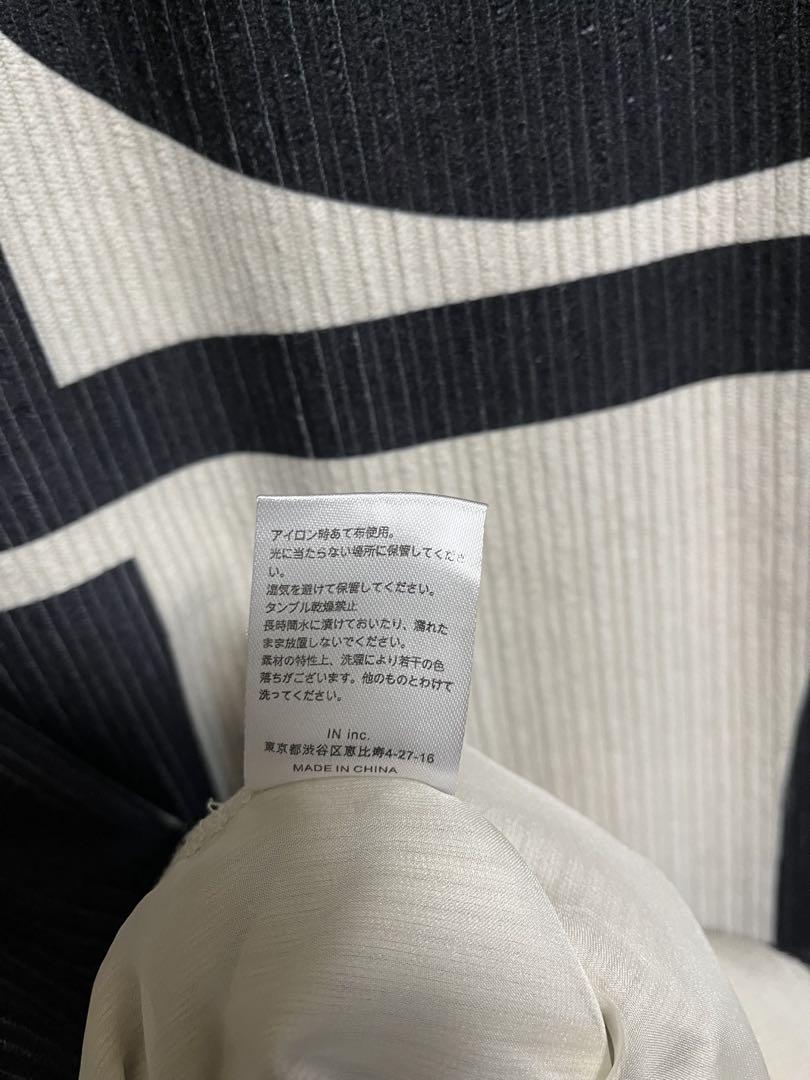 アイロン時あて布使用。
光に当たらない場所に保管してくださ
い。
湿気を避けて保管してください。
タンブル乾燥禁止
長時間水に漬けておいたり、濡れた
まま放置しないでください。
素材の特性上、洗濯により若干の色
落ちがございます。他のものとわけて
洗ってください。
IN inc.
東京都渋谷区恵比寿4-27-16
MADE IN CHINA